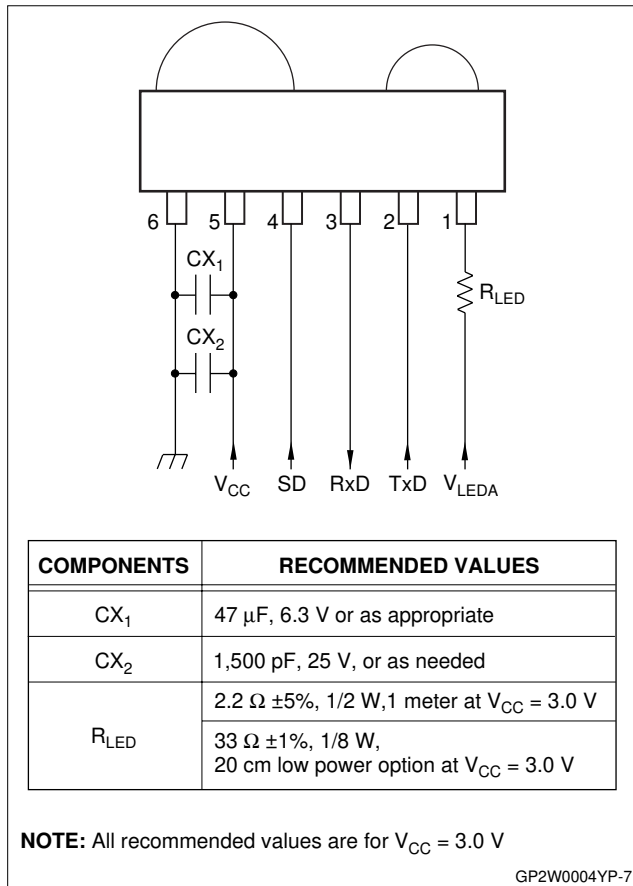 6 5 4 3 2 1
CX1
RLED
CX2
VCC SD RxD TxD VLEDA
COMPONENTS RECOMMENDED VALUES
CX1 47 μF, 6.3 V or as appropriate
CX2 1,500 pF, 25 V, or as needed
RLED 2.2 Ω ±5%, 1/2 W,1 meter at VCC = 3.0 V
33 Ω ±1%, 1/8 W,
20 cm low power option at VCC = 3.0 V
NOTE: All recommended values are for VCC = 3.0 V
GP2W0004YP-7